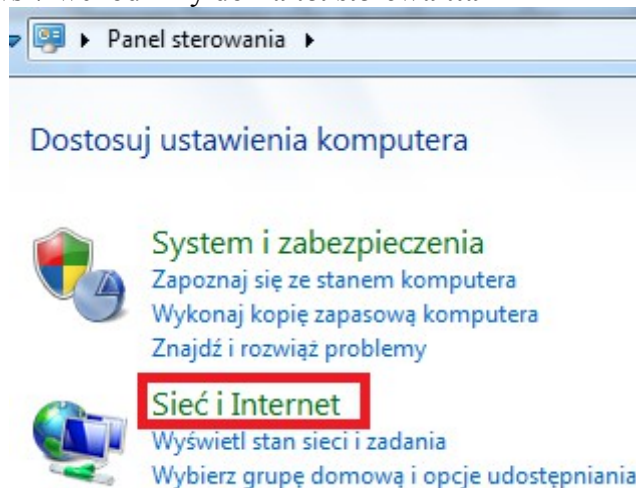 Panel sterowania
Dostosuj ustawienia komputera
System i zabezpieczenia
Zapoznaj się ze stanem komputera
Wykonaj kopię zapasową komputera
Znajdź i rozwiąż problemy
Sieć i Internet
Wyświetl stan sieci i zadania
Wybierz grupę domową i opcje udostępniania